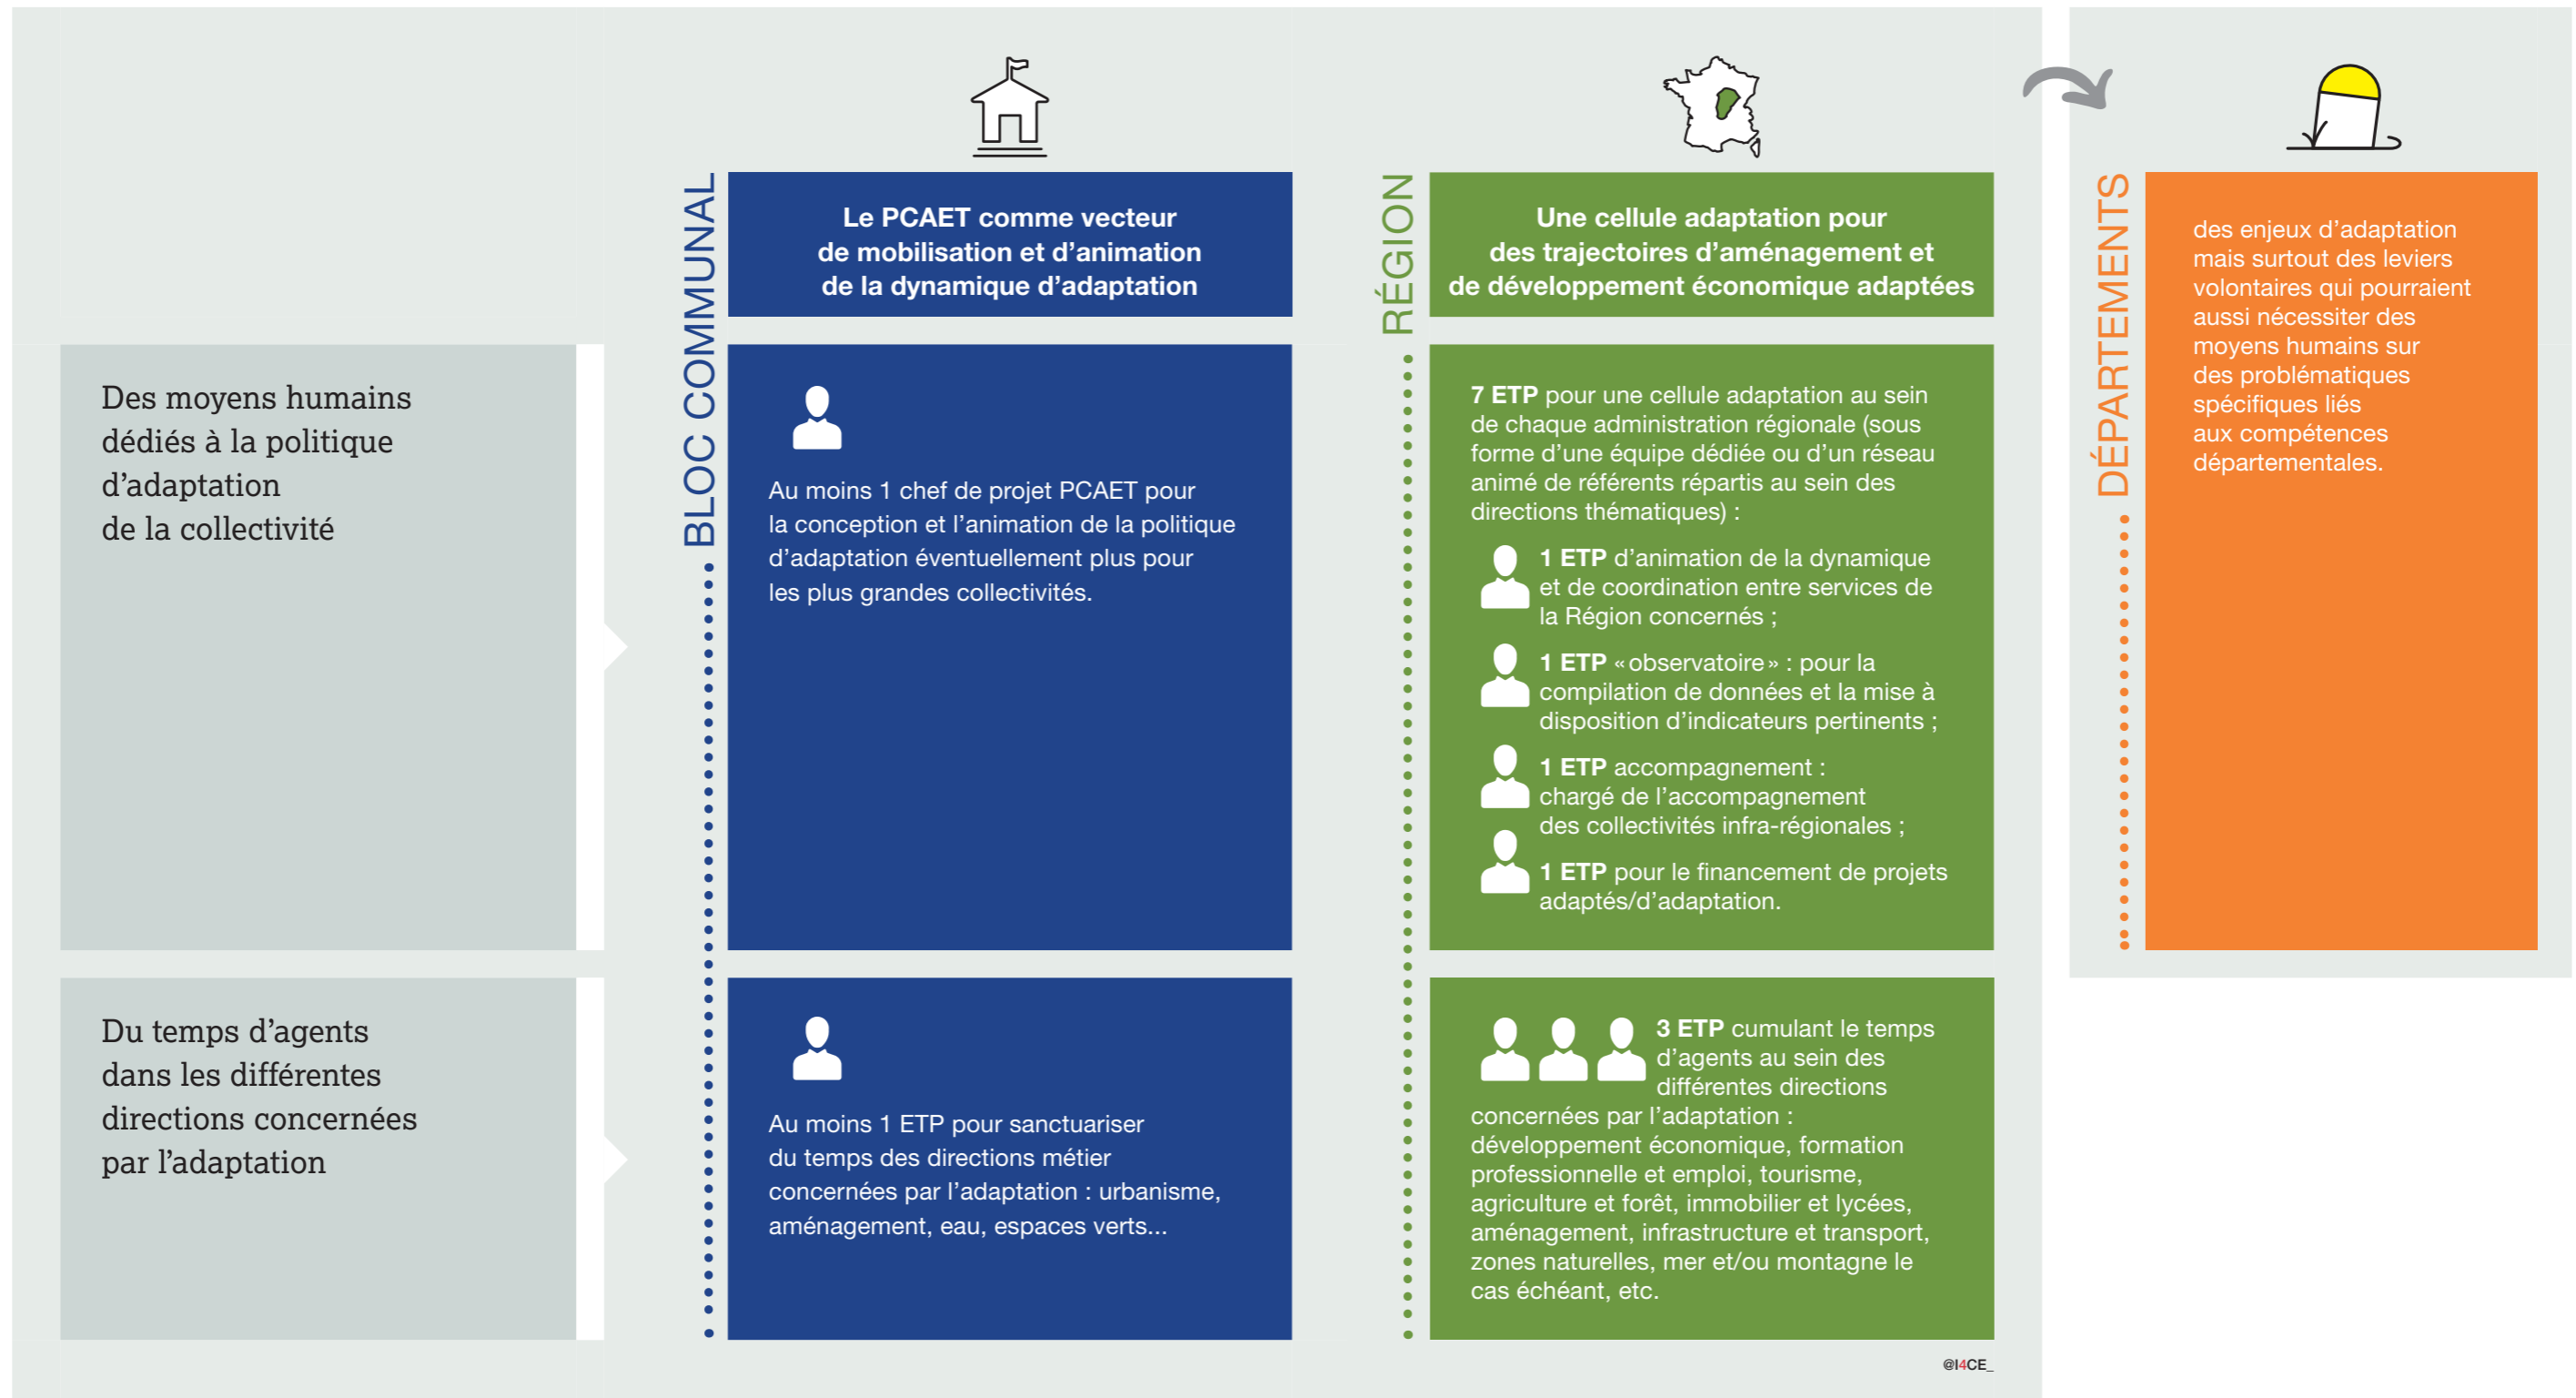 BLOC COMMUNAL
Le PCAET comme vecteur
de mobilisation et d’animation
de la dynamique d’adaptation
RÉGION
Une cellule adaptation pour
des trajectoires d’aménagement et
de développement économique adaptées
DÉPARTEMENTS
des enjeux d’adaptation
mais surtout des leviers
volontaires qui pourraient
aussi nécessiter des
moyens humains sur
des problématiques
spécifiques liés
aux compétences
départementales.
Des moyens humains
dédiés à la politique
d’adaptation
de la collectivité
Au moins 1 chef de projet PCAET pour
la conception et l’animation de la politique
d’adaptation éventuellement plus pour
les plus grandes collectivités.
7 ETP pour une cellule adaptation au sein
de chaque administration régionale (sous
forme d’une équipe dédiée ou d’un réseau
animé de référents répartis au sein des
directions thématiques) :
1 ETP d’animation de la dynamique
et de coordination entre services de
la Région concernés ;
1 ETP « observatoire » : pour la
compilation de données et la mise à
disposition d’indicateurs pertinents ;
1 ETP accompagnement :
chargé de l’accompagnement
des collectivités infra-régionales ;
1 ETP pour le financement de projets
adaptés/d’adaptation.
Du temps d’agents
dans les différentes
directions concernées
par l’adaptation
Au moins 1 ETP pour sanctuariser
du temps des directions métier
concernées par l’adaptation : urbanisme,
aménagement, eau, espaces verts...
3 ETP cumulant le temps
d’agents au sein des
différentes directions
concernées par l’adaptation :
développement économique, formation
professionnelle et emploi, tourisme,
agriculture et forêt, immobilier et lycées,
aménagement, infrastructure et transport,
zones naturelles, mer et/ou montagne le
cas échéant, etc.
@I4CE_